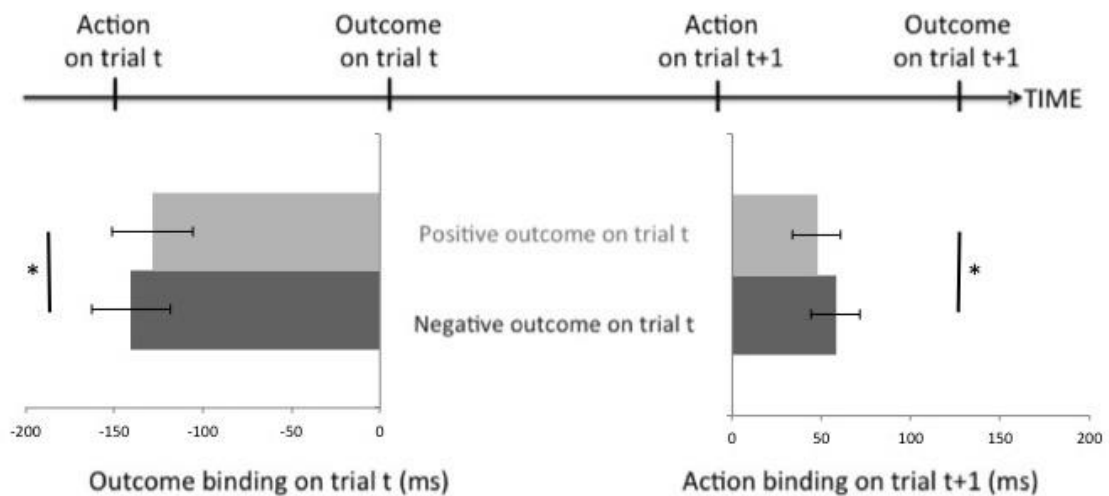 Action
on trial t
Outcome
on trial t
Action
on trial t+1
Outcome
on trial t+1
TIME
Positive outcome on trial t
Negative outcome on trial t
*
*
-200 -150 -100 -50 0
0 50 100 150 200
Outcome binding on trial t (ms)
Action binding on trial t+1 (ms)